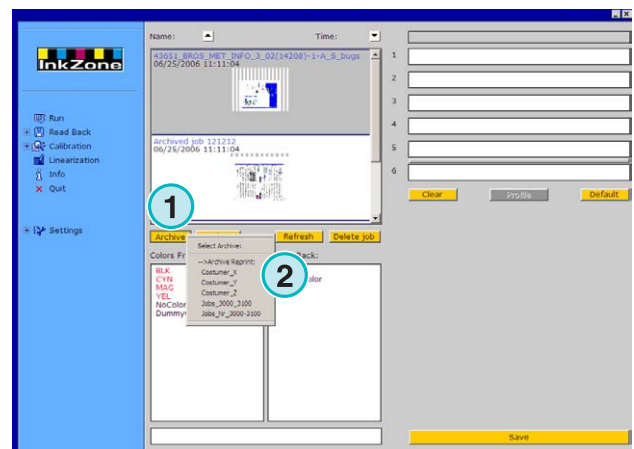 InkZone
Run
Read Back
Calibration
Linearization
Info
Quit
Settings
Name:
Time:
43651_BROS_MET_INFO_3_02(14208)-1-A_S_bugs
06/25/2006 11:11:04
Archived job 121212
06/25/2006 11:11:04
1
Archive
Refresh
Delete job
Select Archive:
-->Archive Reprint:
Costumer_X
Costumer_Y
Costumer_Z
Jobs_3000_3100
Jobs_for_3000-3100
2
Colors Fr
Back:
BLK
CYN
MAG
YEL
NoColor
Dummy
olor
1
2
3
4
5
6
Clear
Profile
Default
Save